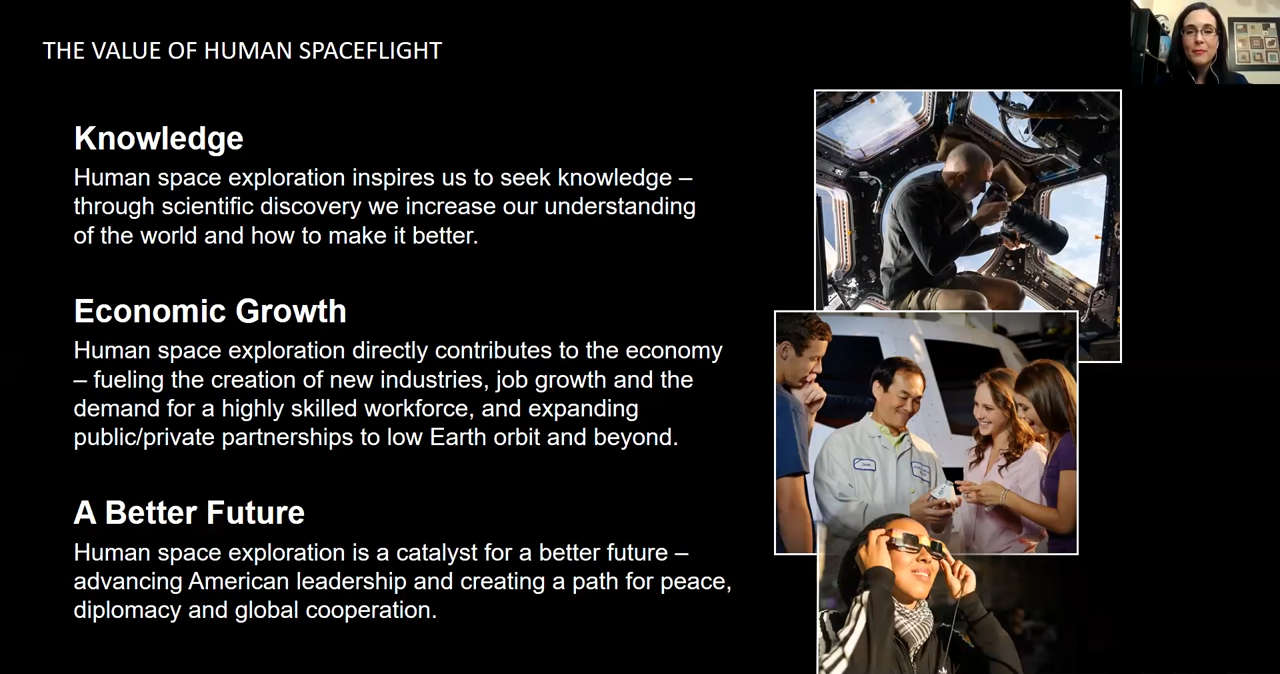 THE VALUE OF HUMAN SPACEFLIGHT
Knowledge
Human space exploration inspires us to seek knowledge –
through scientific discovery we increase our understanding
of the world and how to make it better.
Economic Growth
Human space exploration directly contributes to the economy
– fueling the creation of new industries, job growth and the
demand for a highly skilled workforce, and expanding
public/private partnerships to low Earth orbit and beyond.
A Better Future
Human space exploration is a catalyst for a better future –
advancing American leadership and creating a path for peace,
diplomacy and global cooperation.